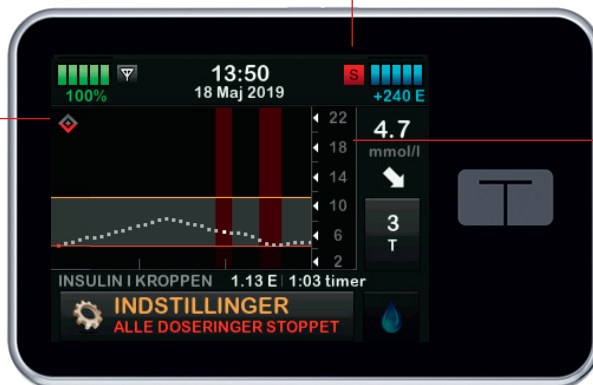 13:50
S
100%
18 Maj 2019
+240 E
22
4.7
18
mmol/l
14
10
3
6
T
2
INSULIN I KROPPEN 1.13 E | 1:03 timer
INDSTILLINGER
ALLE DOSERINGER STOPPET